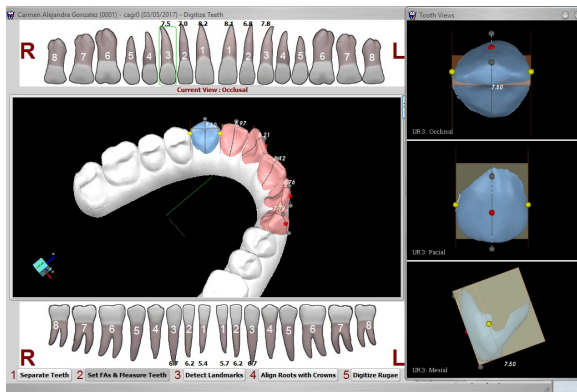 Carmen Alejandra Gonzalez (0001) - cagr0 (03/05/2017) - Digitize Teeth
Tooth Views
7.5 7.0 8.2 8.1 6.8 7.8
R L
8 7 6 5 4 3 2 1 1 2 3 4 5 6 7 8
Current View : Occlusal
7.50
UR3: Occlusal
UR3: Facial
7.50
UR3: Mesial
8 7 6 5 4 3 2 1 1 2 3 4 5 6 7 8
R L
6.7 6.2 5.4 5.7 6.2 6.7
1 Separate Teeth 2 Set FAs & Measure Teeth 3 Detect Landmarks 4 Align Roots with Crowns 5 Digitize Rugae